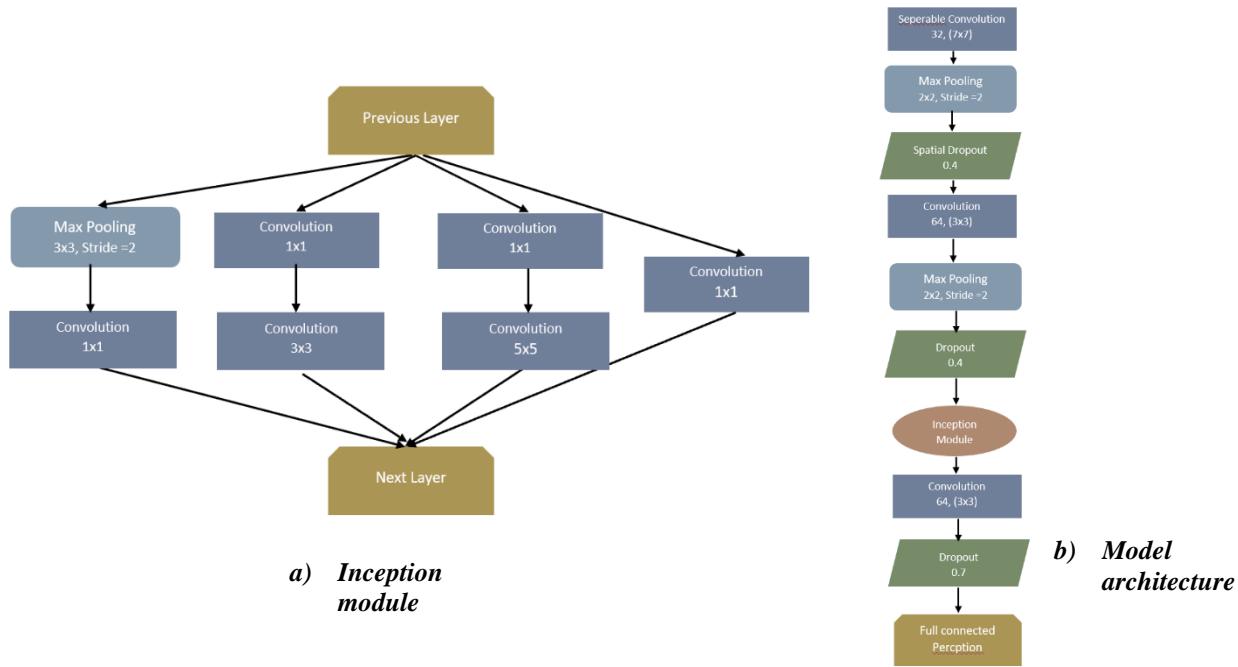 Previous Layer
Max Pooling
3x3, Stride =2
Convolution
1x1
Convolution
1x1
Convolution
1x1
Convolution
1x1
Convolution
3x3
Convolution
5x5
Next Layer
a) Inception
module
Seperable Convolution
32, (7x7)
Max Pooling
2x2, Stride =2
Spatial Dropout
0.4
Convolution
64, (3x3)
Max Pooling
2x2, Stride =2
Dropout
0.4
Inception
Module
Convolution
64, (3x3)
Dropout
0.7
Full connected
Percption
b) Model
architecture